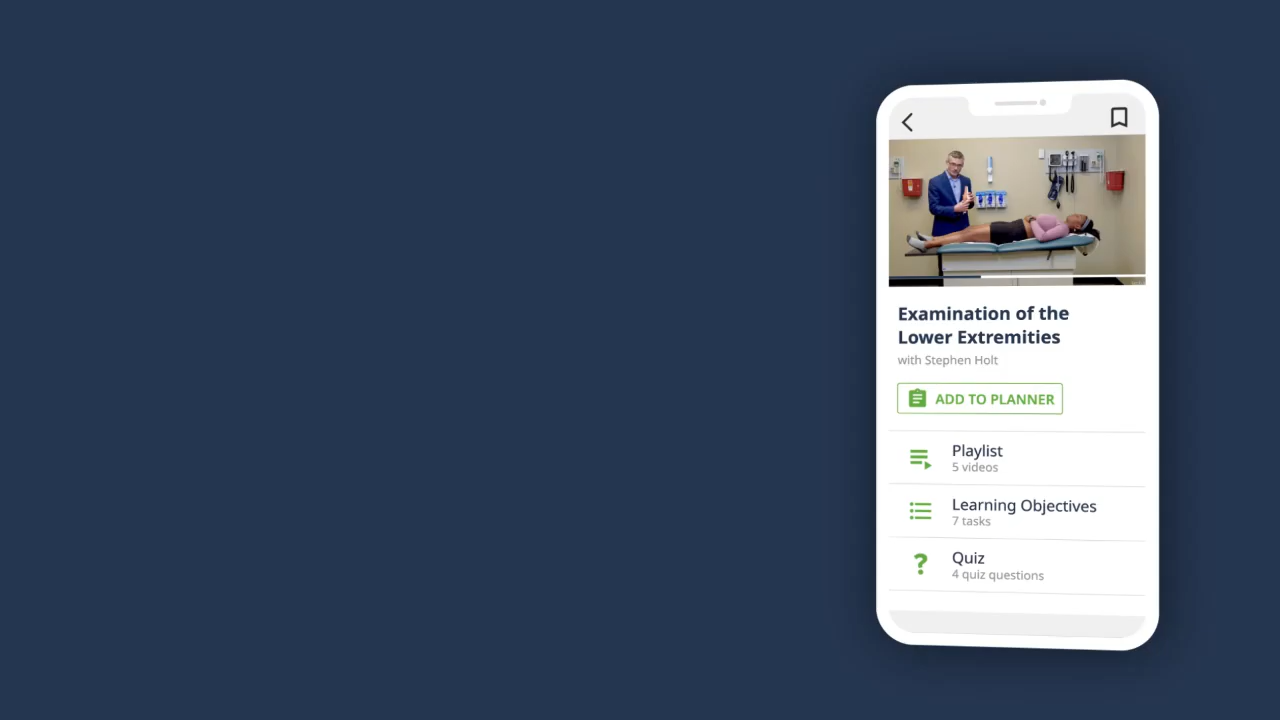 Examination of the
Lower Extremities
with Stephen Holt
ADD TO PLANNER
Playlist
5 videos
Learning Objectives
7 tasks
Quiz
4 quiz questions